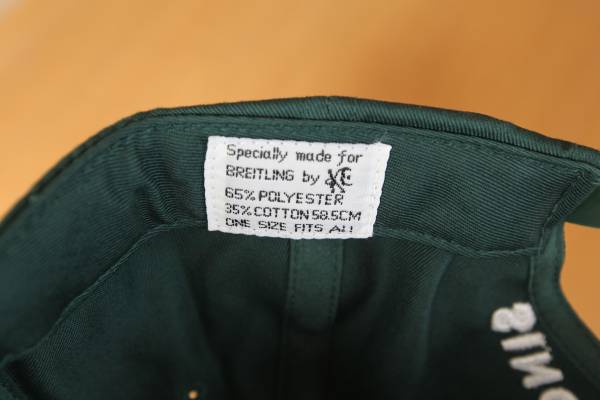 Specially made for
BREITLING by
65% POLYESTER
35% COTTON 58.5CM
ONE SIZE FITS ALL